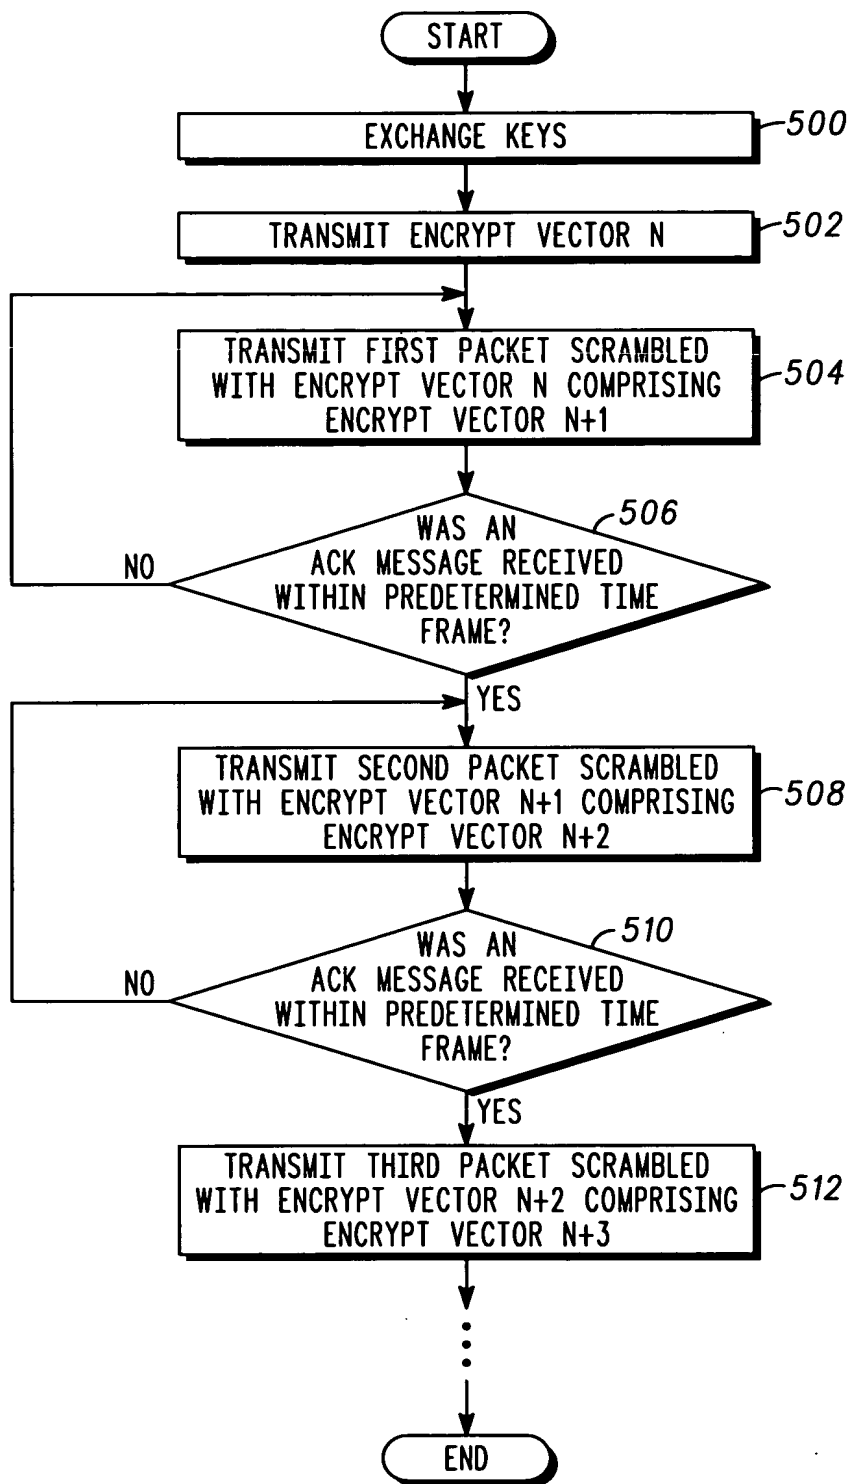 START
EXCHANGE KEYS
500
TRANSMIT ENCRYPT VECTOR N
502
TRANSMIT FIRST PACKET SCRAMBLED
WITH ENCRYPT VECTOR N COMPRISING
ENCRYPT VECTOR N+1
504
WAS AN
ACK MESSAGE RECEIVED
WITHIN PREDETERMINED TIME
FRAME?
506
NO
YES
TRANSMIT SECOND PACKET SCRAMBLED
WITH ENCRYPT VECTOR N+1 COMPRISING
ENCRYPT VECTOR N+2
508
WAS AN
ACK MESSAGE RECEIVED
WITHIN PREDETERMINED TIME
FRAME?
510
NO
YES
TRANSMIT THIRD PACKET SCRAMBLED
WITH ENCRYPT VECTOR N+2 COMPRISING
ENCRYPT VECTOR N+3
512
END